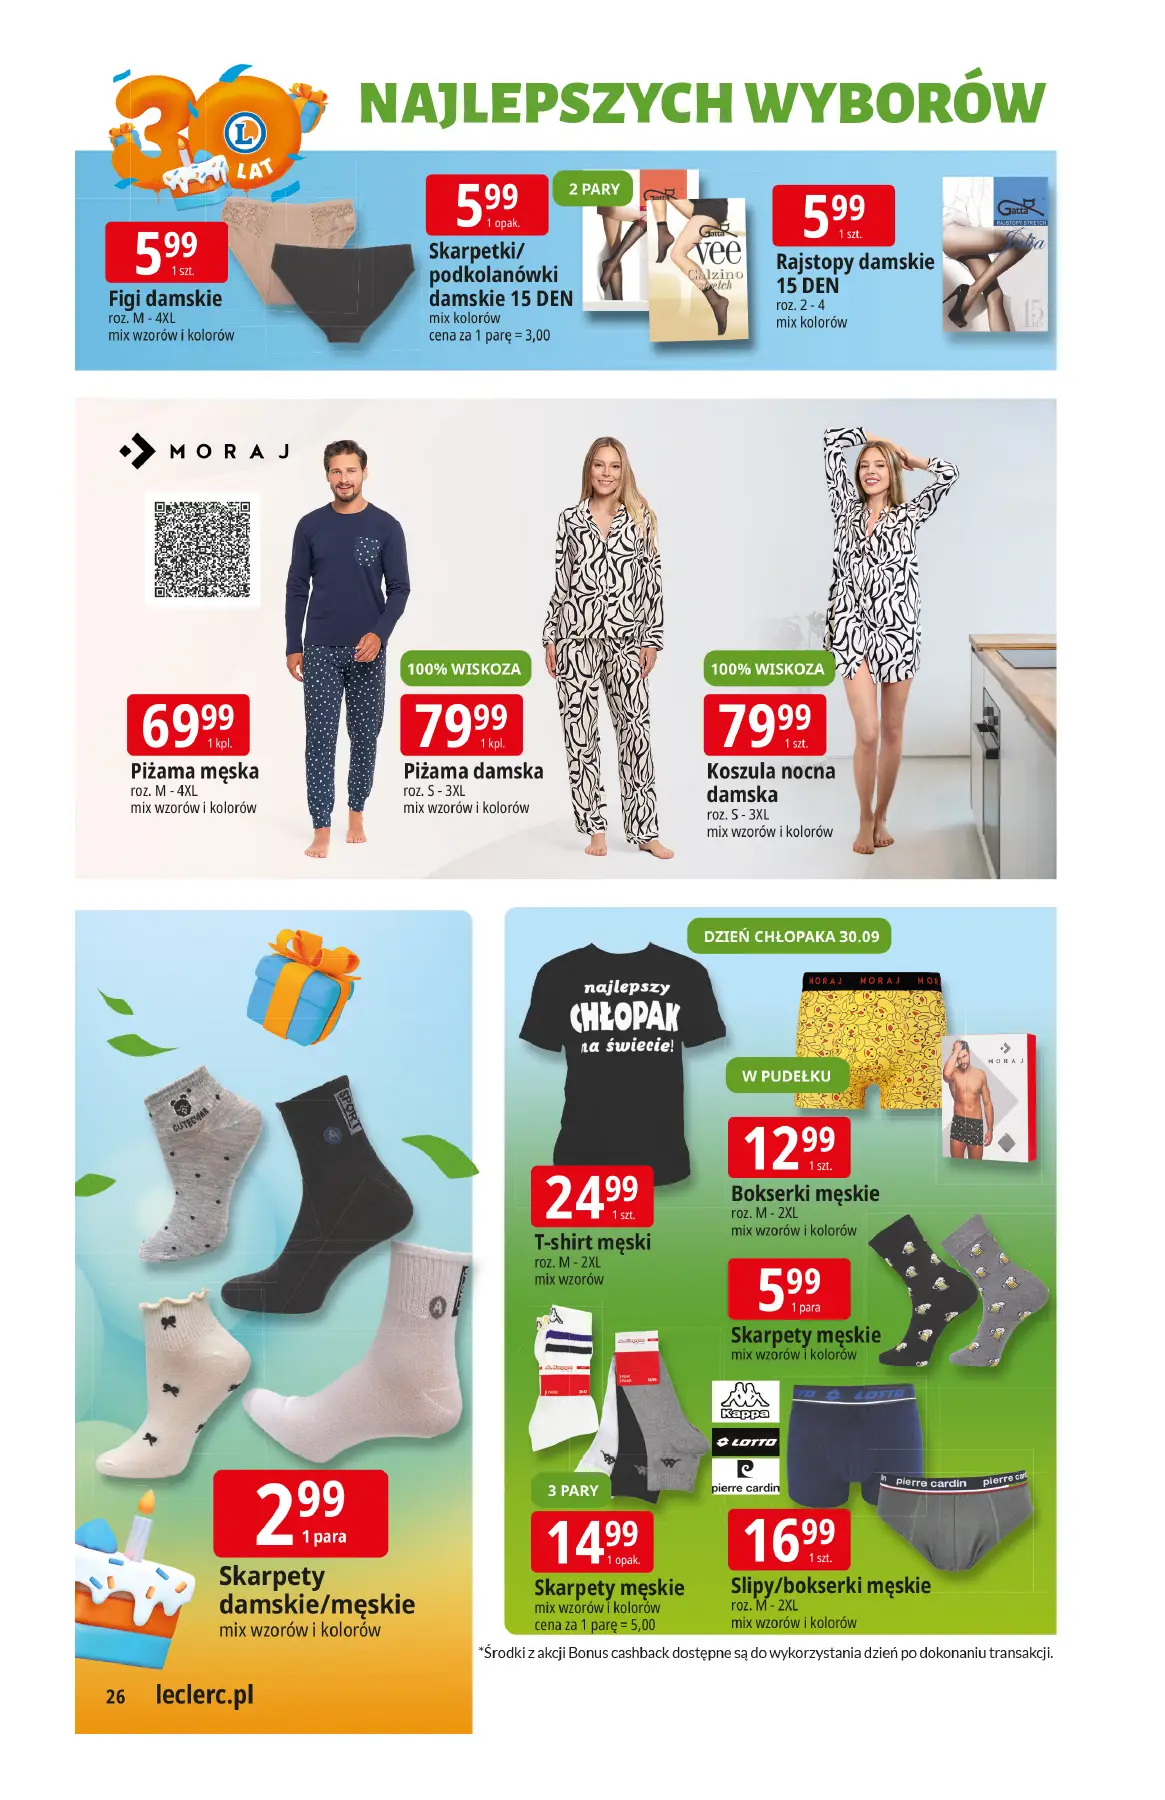 30
L
LAT
NAJLEPSZYCH WYBORÓW
5 99
1 szt.
Figi damskie
roz. M - 4XL
mix wzorów i kolorów
5 99
1 opak.
2 PARY
Skarpetki/
podkolanówki
damskie 15 DEN
mix kolorów
cena za 1 parę = 3,00
Gatta
Gatta
vee
Calzino
stretch
5 99
1 szt.
Rajstopy damskie
15 DEN
roz. 2 - 4
mix kolorów
Gatta
RAJSTOPY STRETCH
Julia
15
MORAJ
69 99
1 kpl.
Piżama męska
roz. M - 4XL
mix wzorów i kolorów
100% WISKOZA
79 99
1 kpl.
Piżama damska
roz. S - 3XL
mix wzorów i kolorów
100% WISKOZA
79 99
1 szt.
Koszula nocna
damska
roz. S - 3XL
mix wzorów i kolorów
SPORT
A
A
2 99
1 para
Skarpety
damskie/męskie
mix wzorów i kolorów
DZIEŃ CHŁOPAKA 30.09
najlepszy
CHŁOPAK
na świecie!
24 99
1 szt.
T-shirt męski
roz. M - 2XL
mix wzorów
MORAJ MORAJ MOR
MORAJ
W PUDEŁKU
12 99
1 szt.
Bokserki męskie
roz. M - 2XL
mix wzorów i kolorów
5 99
1 para
Skarpety męskie
mix wzorów i kolorów
Kappa
3 PARY
14 99
1 opak.
Skarpety męskie
mix wzorów i kolorów
cena za 1 parę = 5,00
Kappa
LOTTO
pierre cardin
LOTTO
pierre cardin pierre card
16 99
1 szt.
Slipy/bokserki męskie
roz. M - 2XL
mix wzorów i kolorów
*Środki z akcji Bonus cashback dostępne są do wykorzystania dzień po dokonaniu transakcji.
26 leclerc.pl